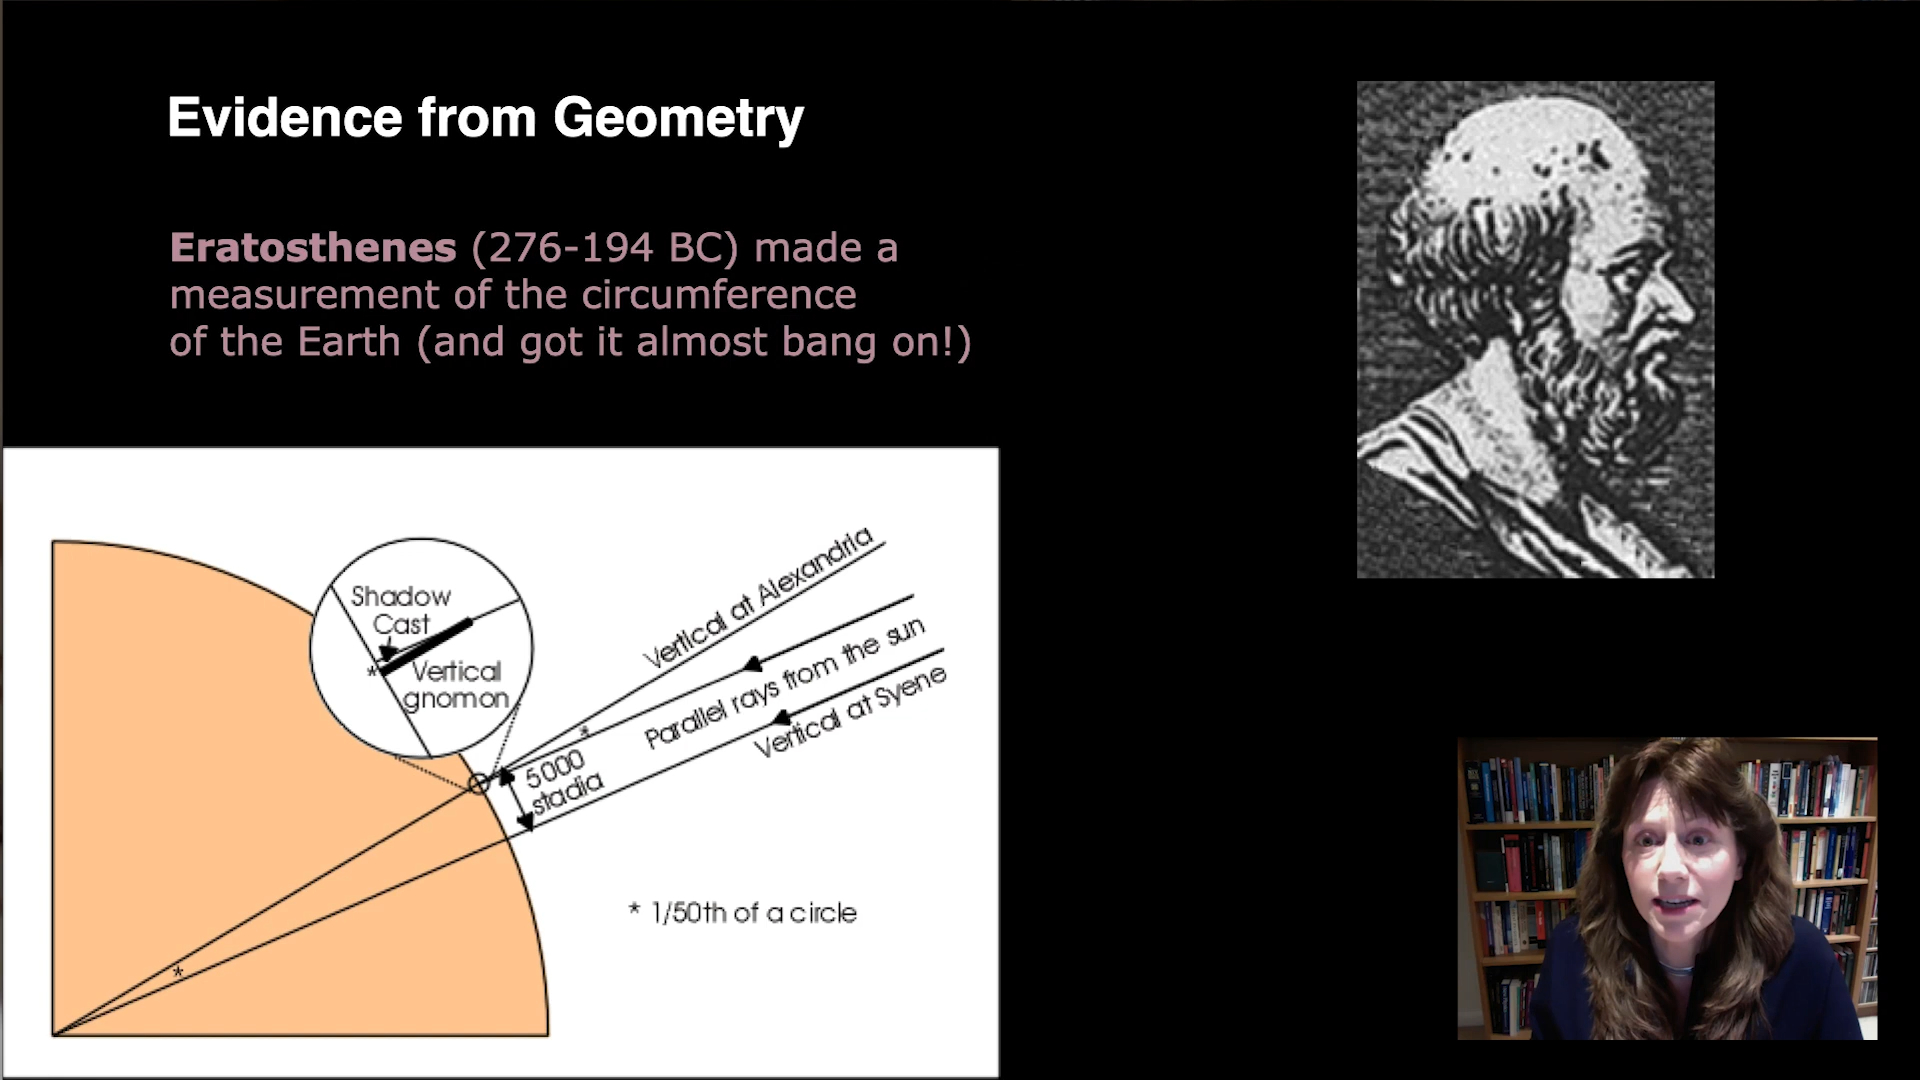 Evidence from Geometry
Eratosthenes (276-194 BC) made a
measurement of the circumference
of the Earth (and got it almost bang on!)
Shadow
Cast
*
Vertical
gnomon
Vertical at Alexandria
Parallel rays from the sun
Vertical at Syene
*
5000
stadia
* 1/50th of a circle
*